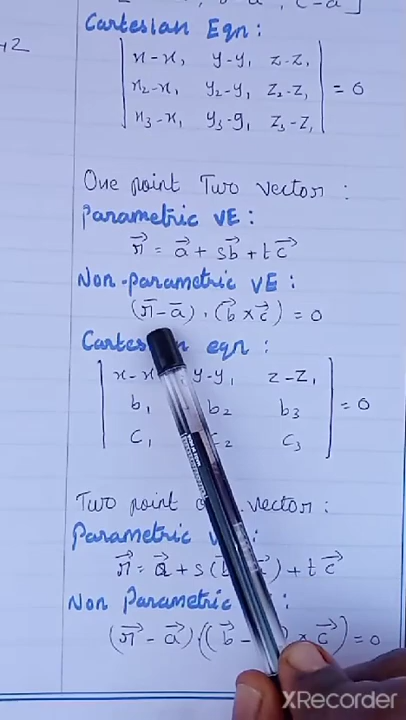 Cartesian Eqn:
| x-x₁ y-y₁ z-z₁ |
| x₂-x₁ y₂-y₁ z₂-z₁ | = 0
| x₃-x₁ y₃-y₁ z₃-z₁ |
+2
One point Two vector:
Parametric VE:
r⃗ = a⃗ + sb⃗ + tc⃗
Non-parametric VE:
(r̄-ā) . (b⃗ × c⃗) = 0
eqn:
y-y₁ z-z₁
b₁ b₂ b₃ = 0
c₁ c₂ c₃
Two point vector:
Parametric
r⃗ = a⃗ + s( ) + t c⃗
Non Parametric
(r⃗ - a⃗) . ((b⃗ - × c⃗) = 0
XRecorder